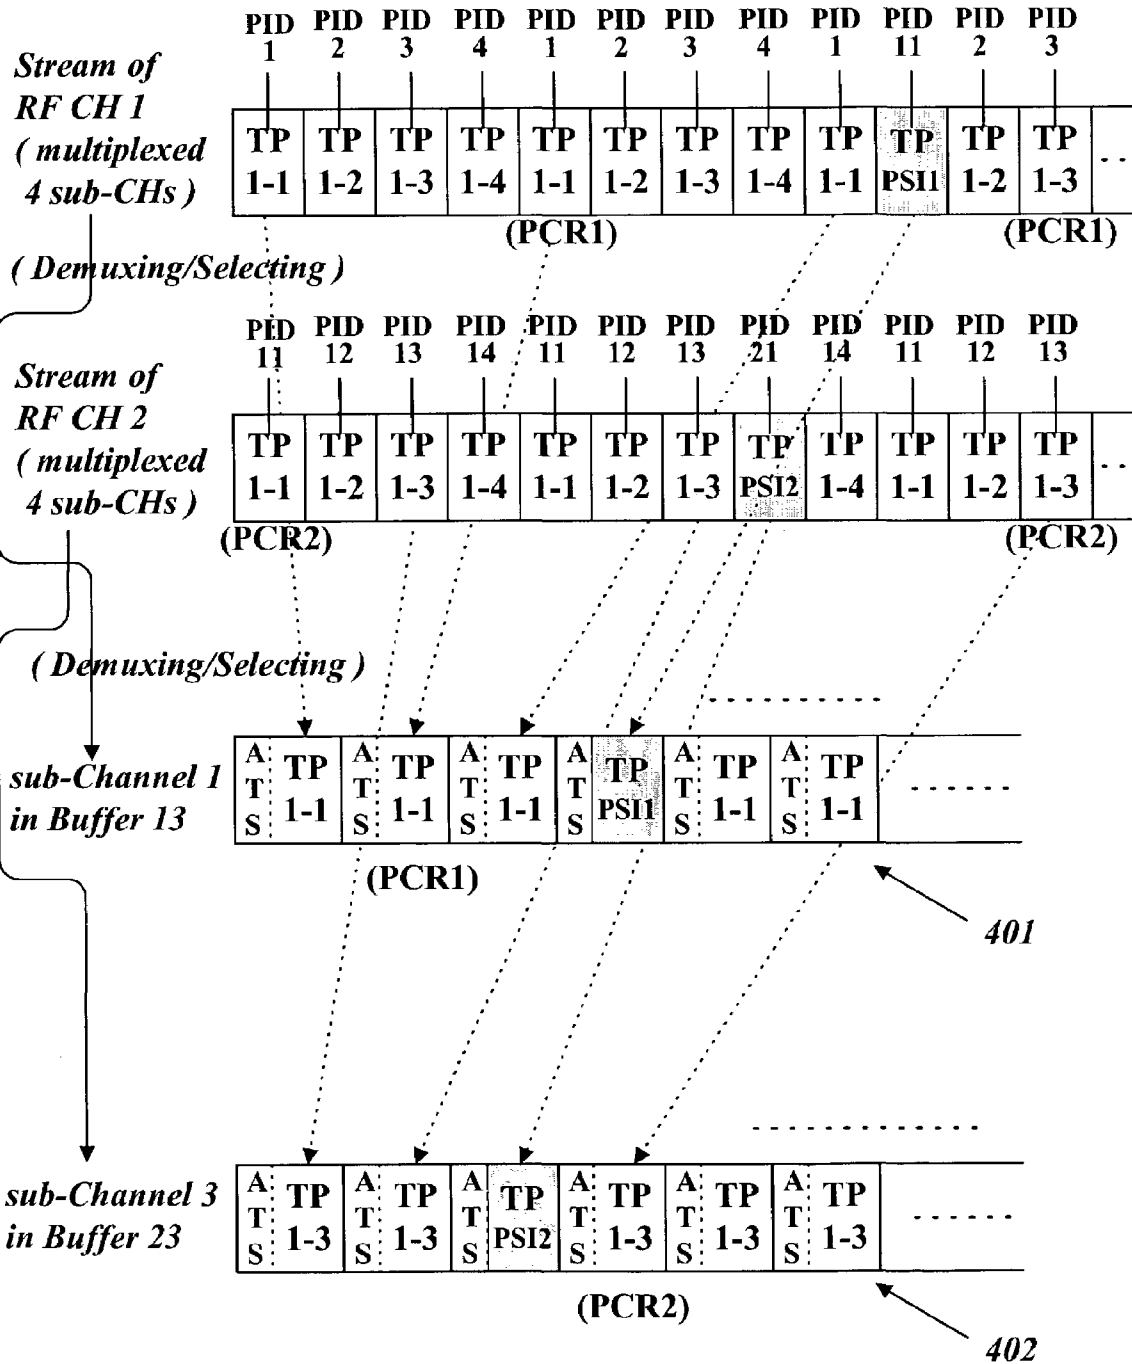 PID PID PID PID PID PID PID PID PID PID PID PID
1 2 3 4 1 2 3 4 1 11 2 3
Stream of
RF CH 1
( multiplexed
4 sub-CHs )
TP TP TP TP TP TP TP TP TP TP TP TP
1-1 1-2 1-3 1-4 1-1 1-2 1-3 1-4 1-1 PSI1 1-2 1-3
(PCR1) (PCR1)
( Demuxing/Selecting )
PID PID PID PID PID PID PID PID PID PID PID PID
11 12 13 14 11 12 13 21 14 11 12 13
Stream of
RF CH 2
( multiplexed
4 sub-CHs )
TP TP TP TP TP TP TP TP TP TP TP TP
1-1 1-2 1-3 1-4 1-1 1-2 1-3 PSI2 1-4 1-1 1-2 1-3
(PCR2) (PCR2)
( Demuxing/Selecting )
sub-Channel 1
in Buffer 13
ATS TP 1-1 ATS TP 1-1 ATS TP 1-1 ATS TP PSI1 ATS TP 1-1 ATS TP 1-1
(PCR1)
401
sub-Channel 3
in Buffer 23
ATS TP 1-3 ATS TP 1-3 ATS TP PSI2 ATS TP 1-3 ATS TP 1-3 ATS TP 1-3
(PCR2)
402